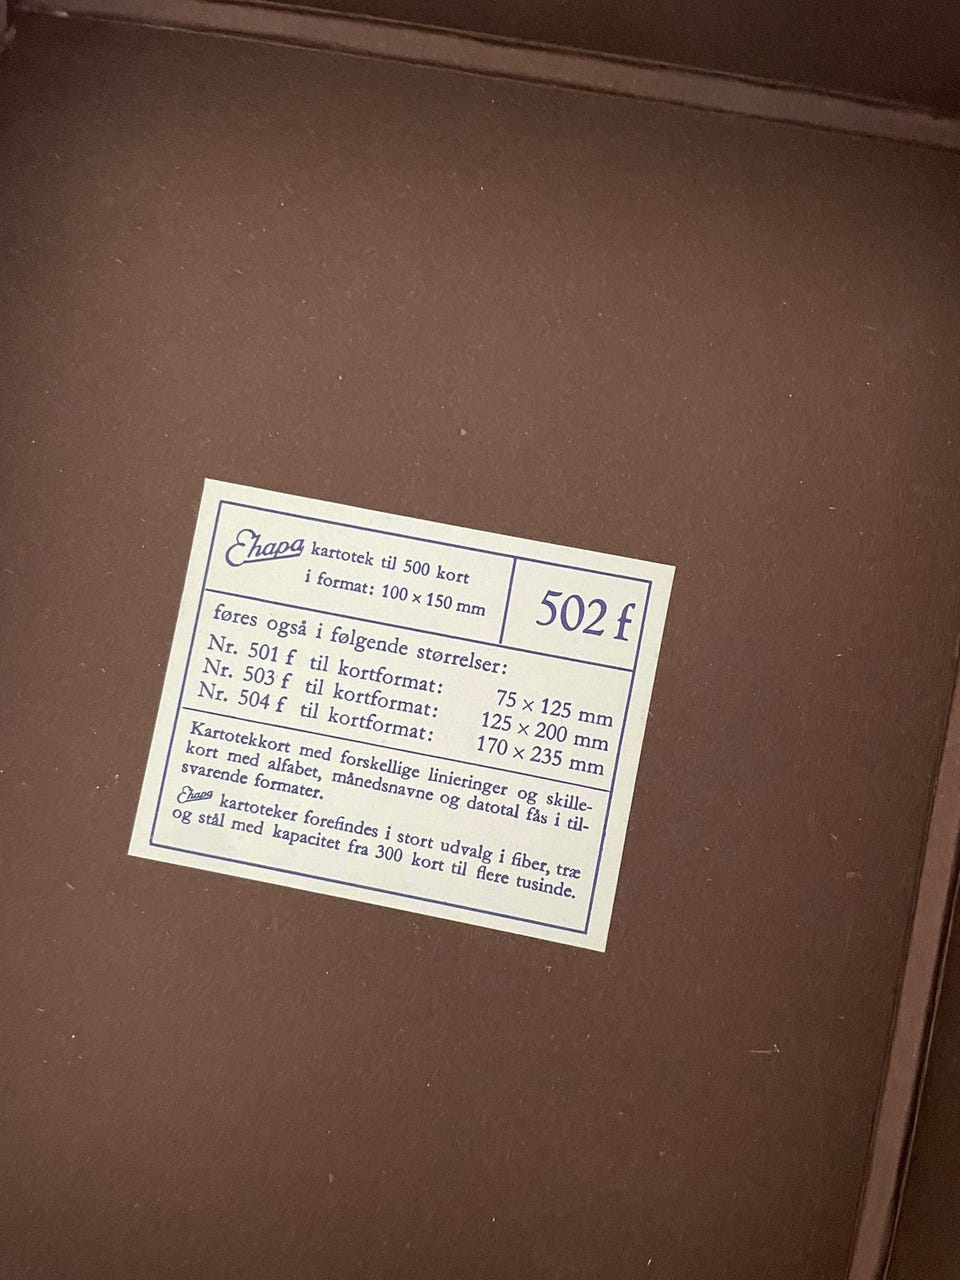 Ehapa kartotek til 500 kort
i format: 100 × 150 mm
502 f
føres også i følgende størrelser:
Nr. 501 f til kortformat: 75 × 125 mm
Nr. 503 f til kortformat: 125 × 200 mm
Nr. 504 f til kortformat: 170 × 235 mm
Kartotekkort med forskellige linieringer og skille-
kort med alfabet, månedsnavne og datotal fås i til-
svarende formater.
Ehapa kartoteker forefindes i stort udvalg i fiber, træ
og stål med kapacitet fra 300 kort til flere tusinde.